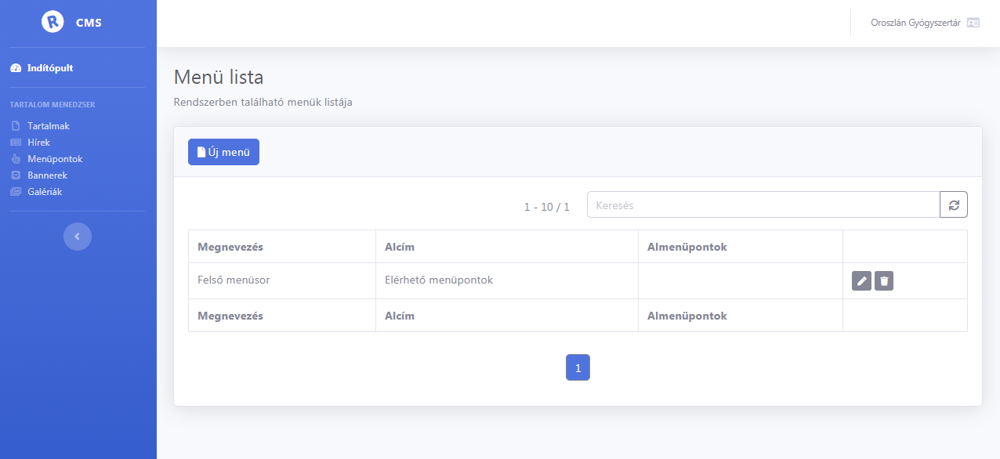 R CMS
Oroszlán Gyógyszertár
Indítópult
TARTALOM MENEDZSER
Tartalmak
Hírek
Menüpontok
Bannerek
Galériák
Menü lista
Rendszerben található menük listája
Új menü
1 - 10 / 1
Keresés
Megnevezés Alcím Almenüpontok
Felső menüsor Elérhető menüpontok
Megnevezés Alcím Almenüpontok
1